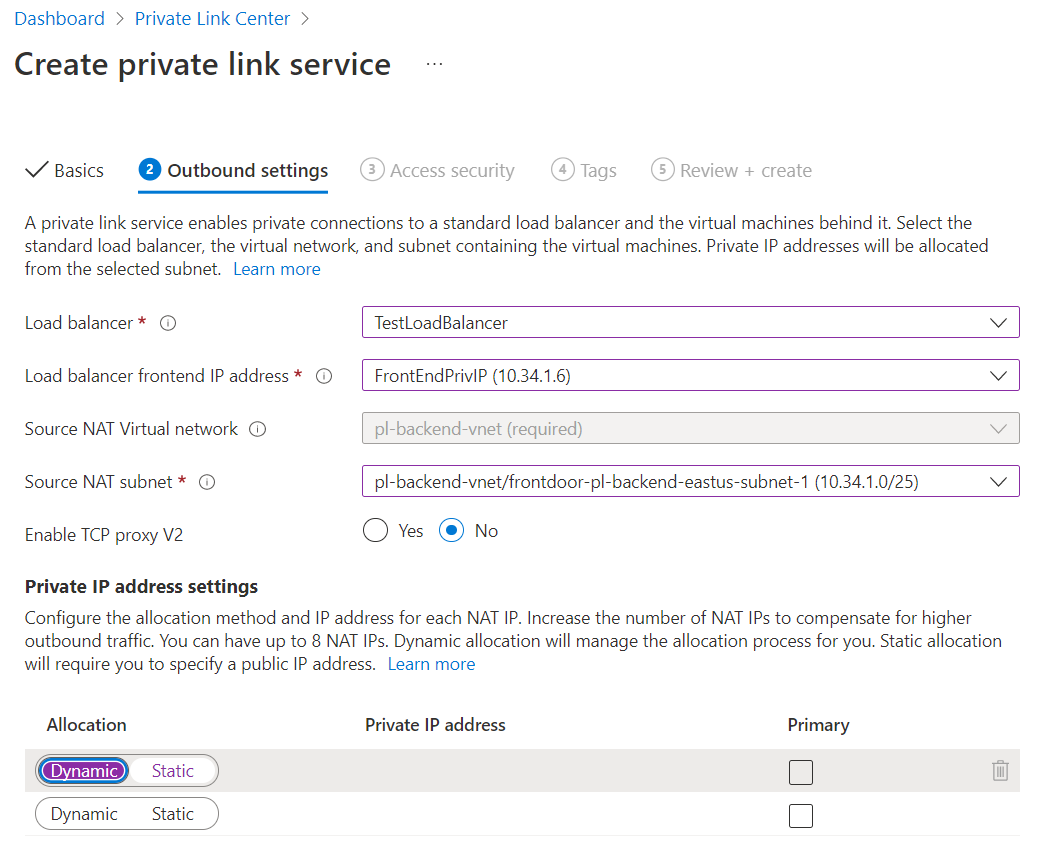 Dashboard > Private Link Center >
Create private link service ...
Basics 2 Outbound settings 3 Access security 4 Tags 5 Review + create
A private link service enables private connections to a standard load balancer and the virtual machines behind it. Select the
standard load balancer, the virtual network, and subnet containing the virtual machines. Private IP addresses will be allocated
from the selected subnet. Learn more
Load balancer * TestLoadBalancer
Load balancer frontend IP address * FrontEndPrivIP (10.34.1.6)
Source NAT Virtual network pl-backend-vnet (required)
Source NAT subnet * pl-backend-vnet/frontdoor-pl-backend-eastus-subnet-1 (10.34.1.0/25)
Enable TCP proxy V2 Yes No
Private IP address settings
Configure the allocation method and IP address for each NAT IP. Increase the number of NAT IPs to compensate for higher
outbound traffic. You can have up to 8 NAT IPs. Dynamic allocation will manage the allocation process for you. Static allocation
will require you to specify a public IP address. Learn more
Allocation Private IP address Primary
Dynamic Static
Dynamic Static